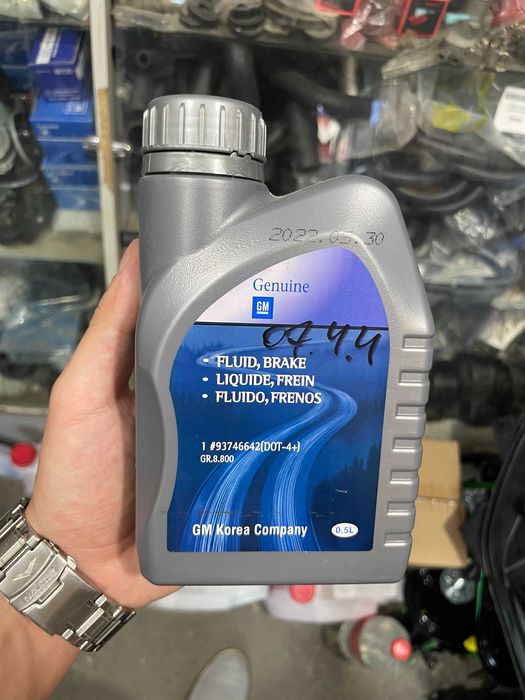 2022.05.30
Genuine
GM
07.4.4
• FLUID, BRAKE
• LIQUIDE, FREIN
• FLUIDO, FRENOS
1 #93746642(DOT-4+)
GR.8.800
GM Korea Company
0.5L